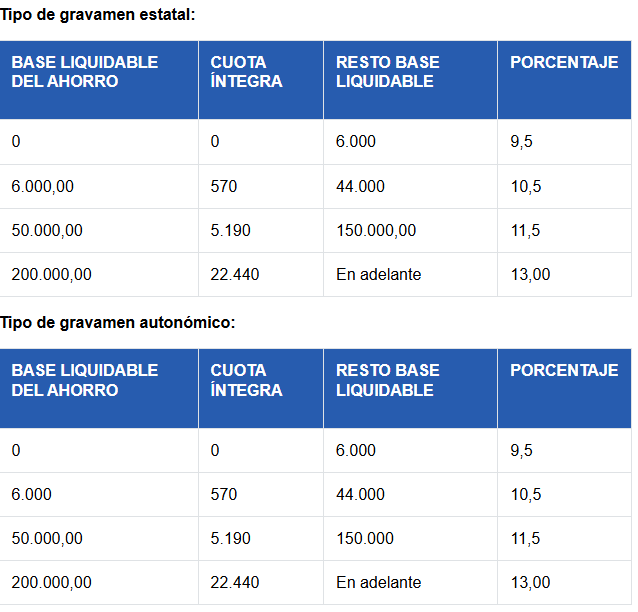 Tipo de gravamen estatal:
BASE LIQUIDABLE DEL AHORRO CUOTA ÍNTEGRA RESTO BASE LIQUIDABLE PORCENTAJE
0 0 6.000 9,5
6.000,00 570 44.000 10,5
50.000,00 5.190 150.000,00 11,5
200.000,00 22.440 En adelante 13,00
Tipo de gravamen autonómico:
BASE LIQUIDABLE DEL AHORRO CUOTA ÍNTEGRA RESTO BASE LIQUIDABLE PORCENTAJE
0 0 6.000 9,5
6.000 570 44.000 10,5
50.000,00 5.190 150.000 11,5
200.000,00 22.440 En adelante 13,00